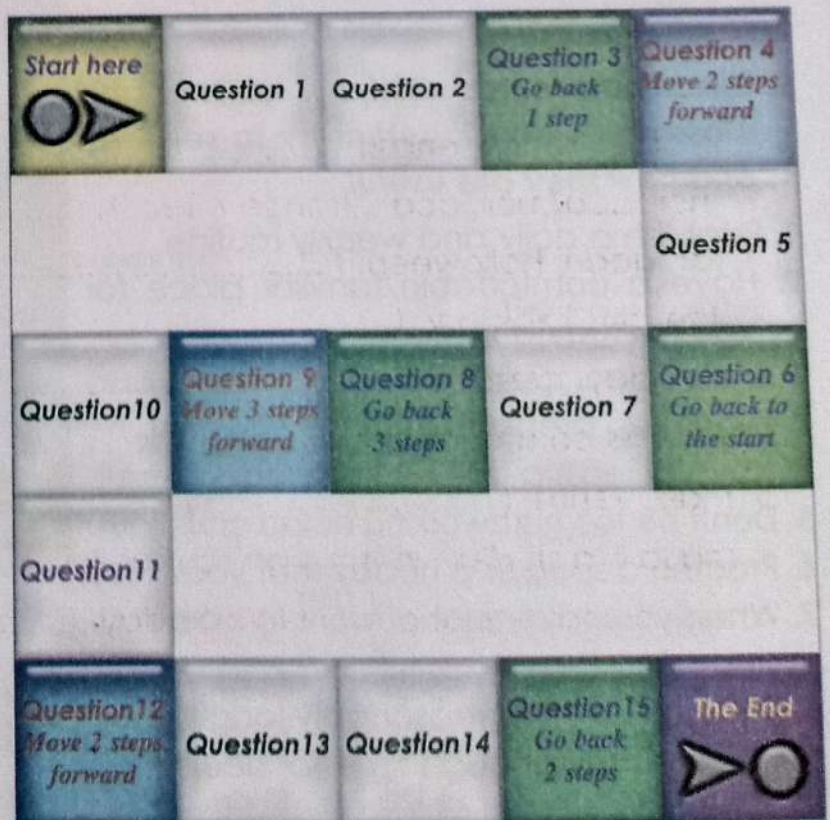 Start here
Question 1
Question 2
Question 3
Go back
1 step
Question 4
Move 2 steps
forward
Question 5
Question10
Question 9
Move 3 steps
forward
Question 8
Go back
3 steps
Question 7
Question 6
Go back to
the start
Question11
Question12
Move 2 steps
forward
Question13
Question14
Question15
Go back
2 steps
The End